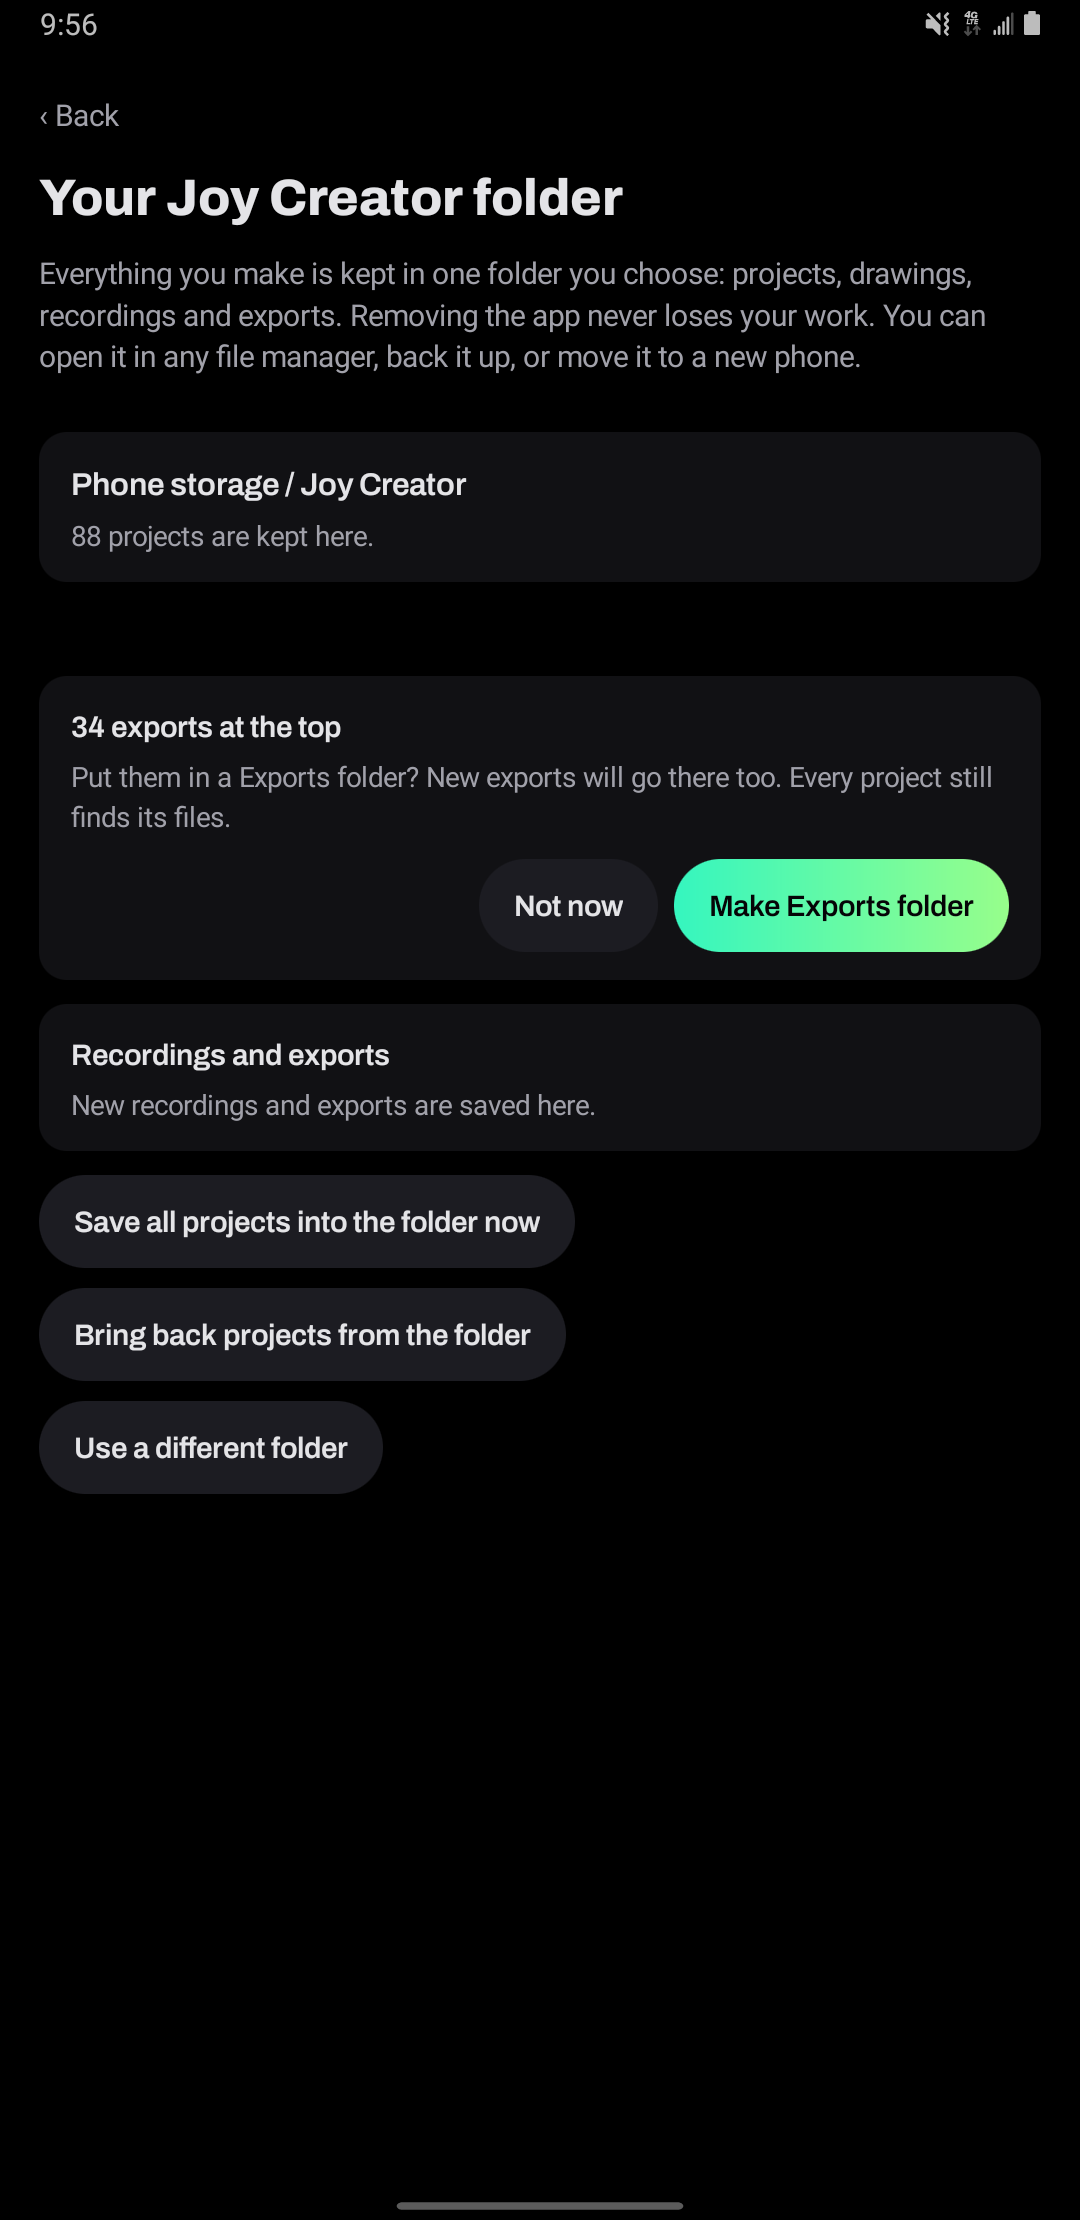 9:56
4G
LTE
‹ Back
Your Joy Creator folder
Everything you make is kept in one folder you choose: projects, drawings,
recordings and exports. Removing the app never loses your work. You can
open it in any file manager, back it up, or move it to a new phone.
Phone storage / Joy Creator
88 projects are kept here.
34 exports at the top
Put them in a Exports folder? New exports will go there too. Every project still
finds its files.
Not now
Make Exports folder
Recordings and exports
New recordings and exports are saved here.
Save all projects into the folder now
Bring back projects from the folder
Use a different folder